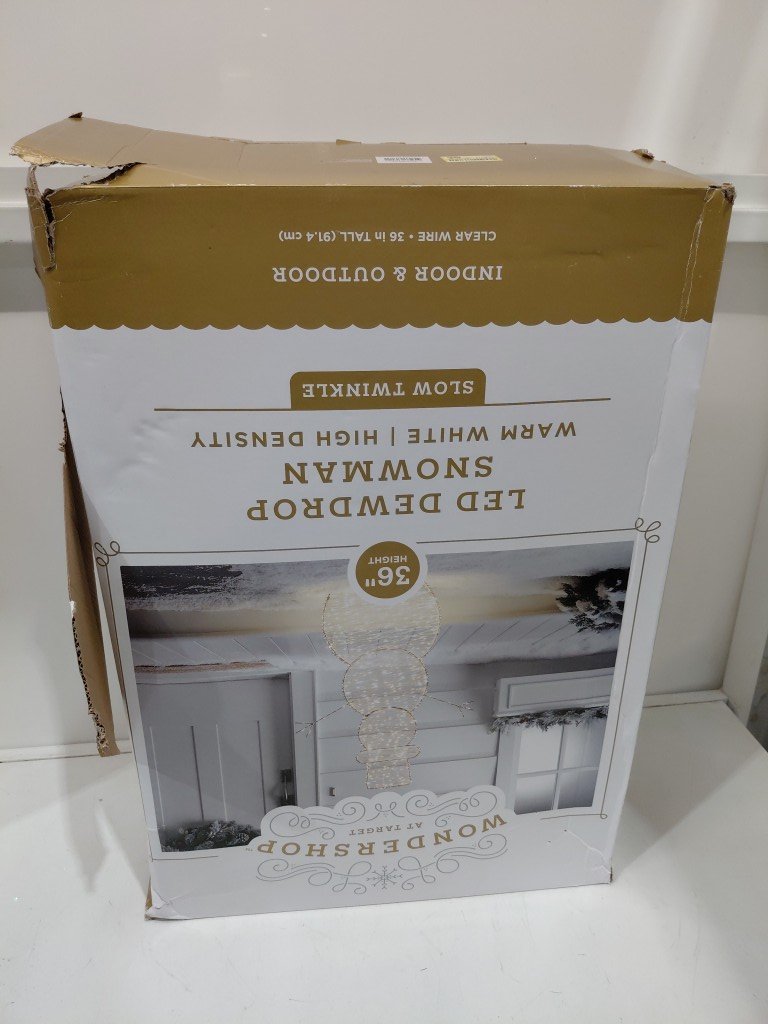 WONDERSHOP™
AT TARGET
36"
HEIGHT
LED DEWDROP
SNOWMAN
WARM WHITE | HIGH DENSITY
SLOW TWINKLE
INDOOR & OUTDOOR
CLEAR WIRE • 36 in TALL (91.4 cm)